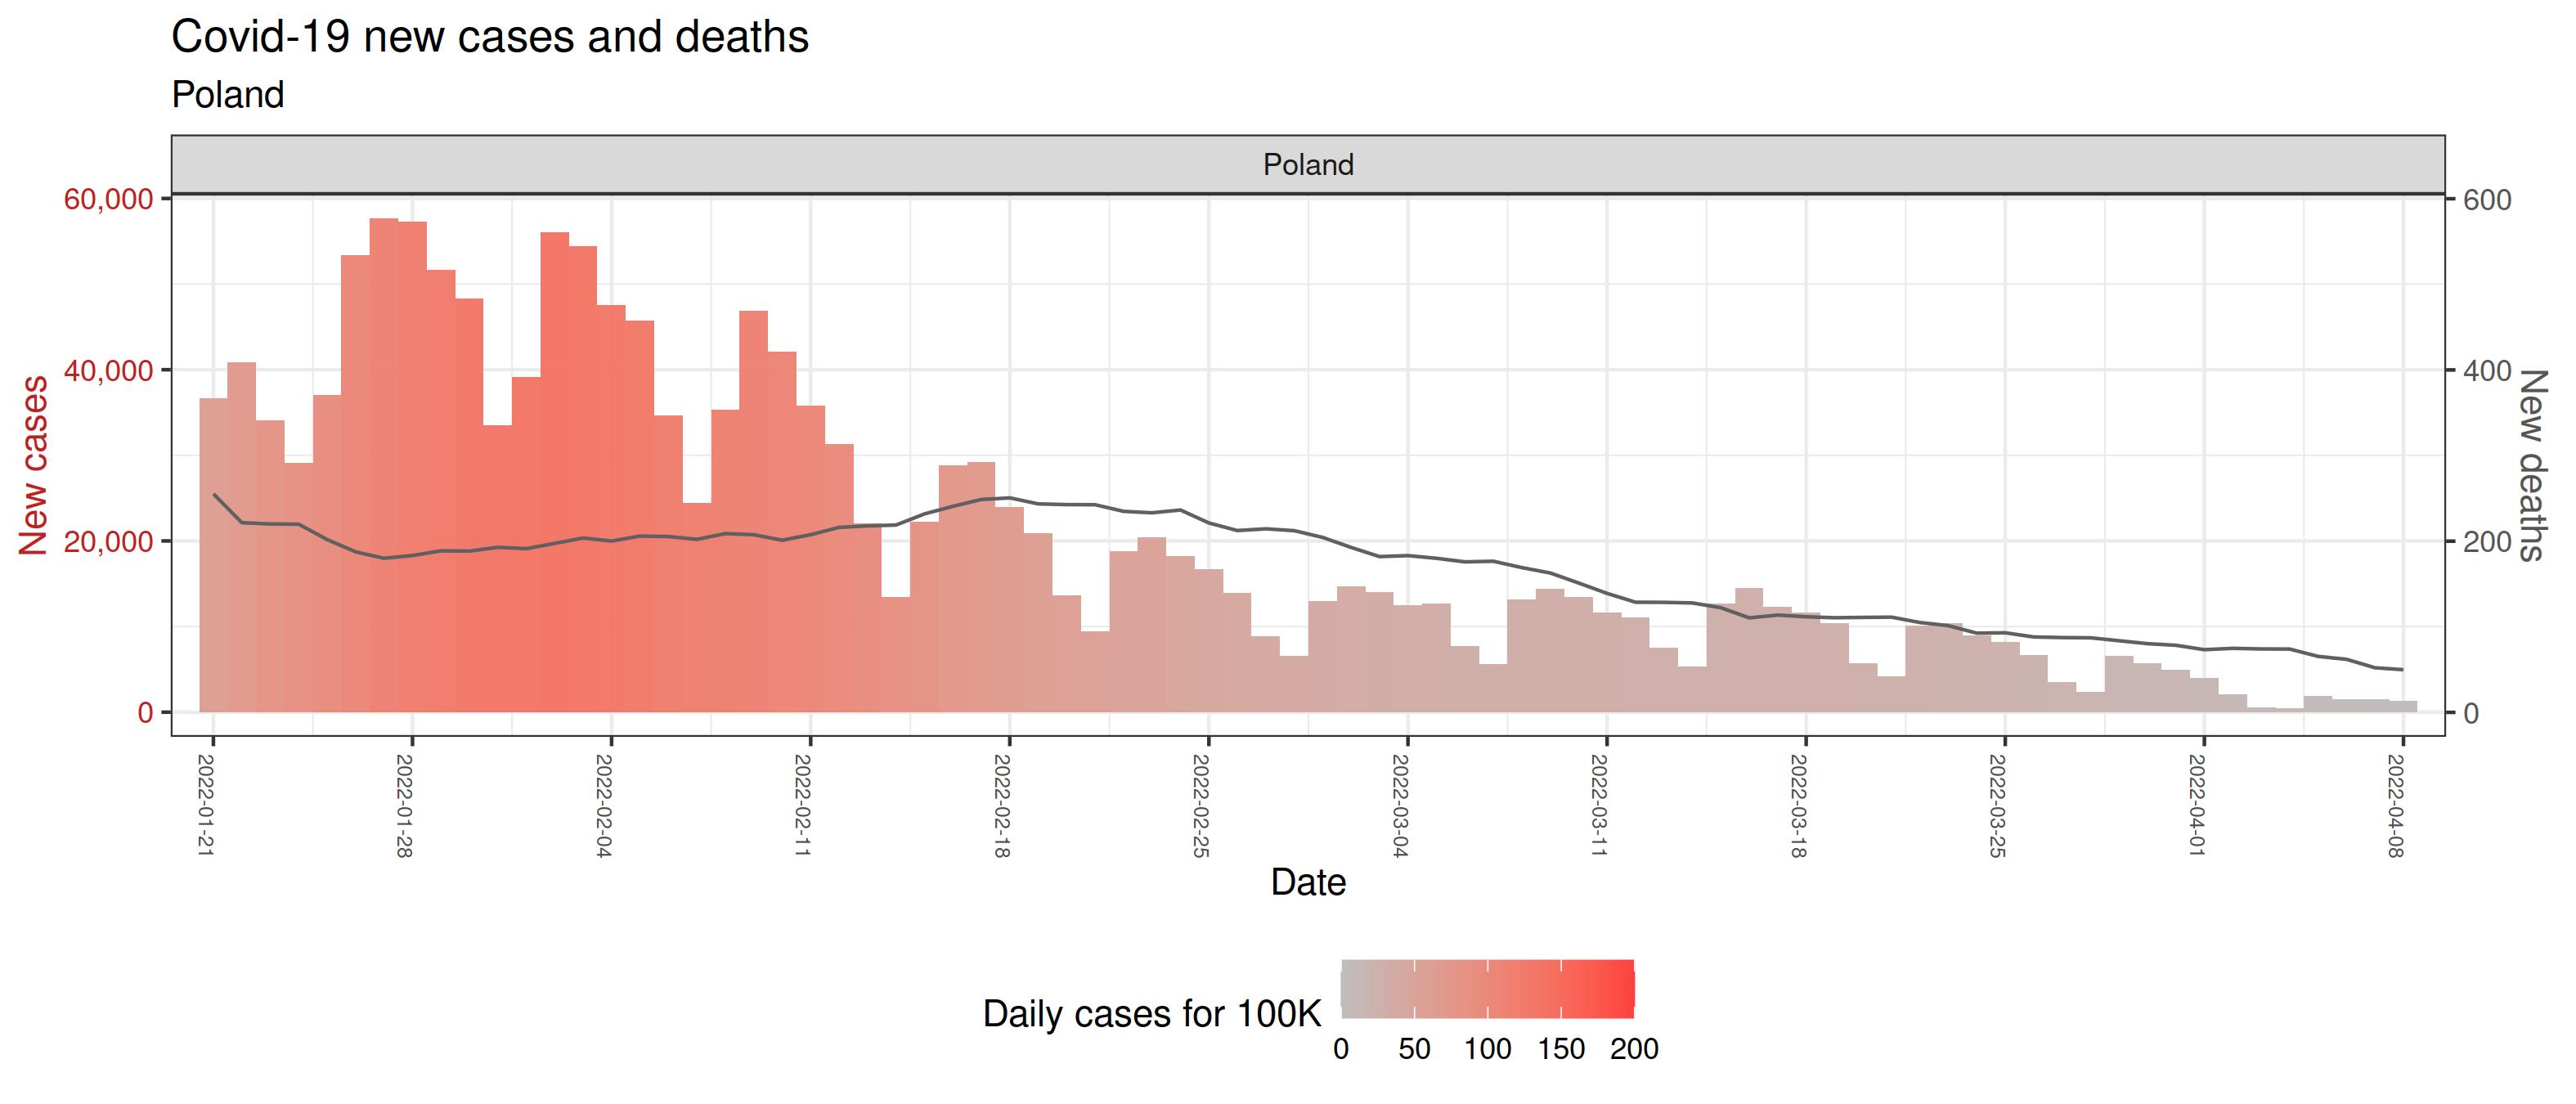 Covid-19 new cases and deaths
Poland
Poland
60,000
40,000
20,000
0
New cases
600
400
200
0
New deaths
2022-01-21
2022-01-28
2022-02-04
2022-02-11
2022-02-18
2022-02-25
2022-03-04
2022-03-11
2022-03-18
2022-03-25
2022-04-01
2022-04-08
Date
Daily cases for 100K
0 50 100 150 200